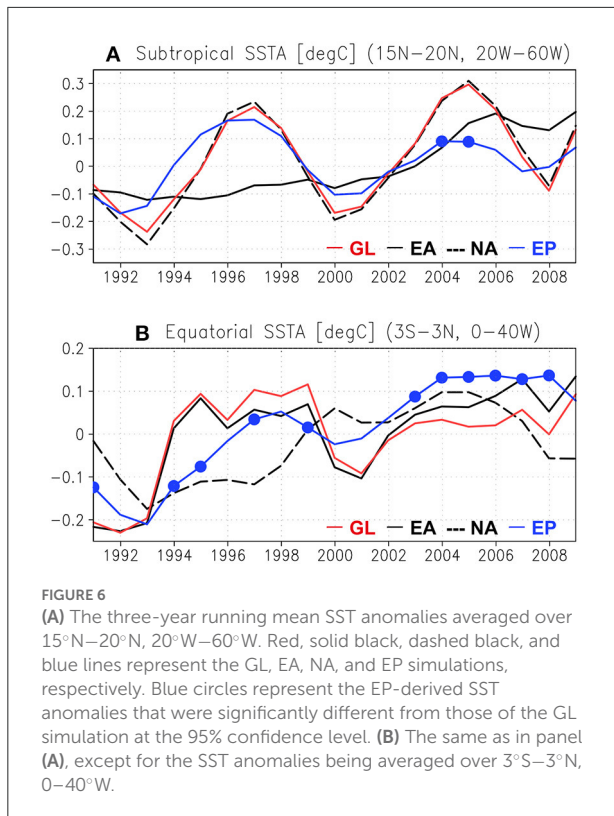 A Subtropical SSTA [degC] (15N−20N, 20W−60W)
0.3
0.2
0.1
0
−0.1
−0.2
−0.3
GL EA NA EP
1992 1994 1996 1998 2000 2002 2004 2006 2008
B Equatorial SSTA [degC] (3S−3N, 0−40W)
0.2
0.1
0
−0.1
−0.2
GL EA NA EP
1992 1994 1996 1998 2000 2002 2004 2006 2008
FIGURE 6
(A) The three-year running mean SST anomalies averaged over
15°N−20°N, 20°W−60°W. Red, solid black, dashed black, and
blue lines represent the GL, EA, NA, and EP simulations,
respectively. Blue circles represent the EP-derived SST
anomalies that were significantly different from those of the GL
simulation at the 95% confidence level. (B) The same as in panel
(A), except for the SST anomalies being averaged over 3°S−3°N,
0–40°W.